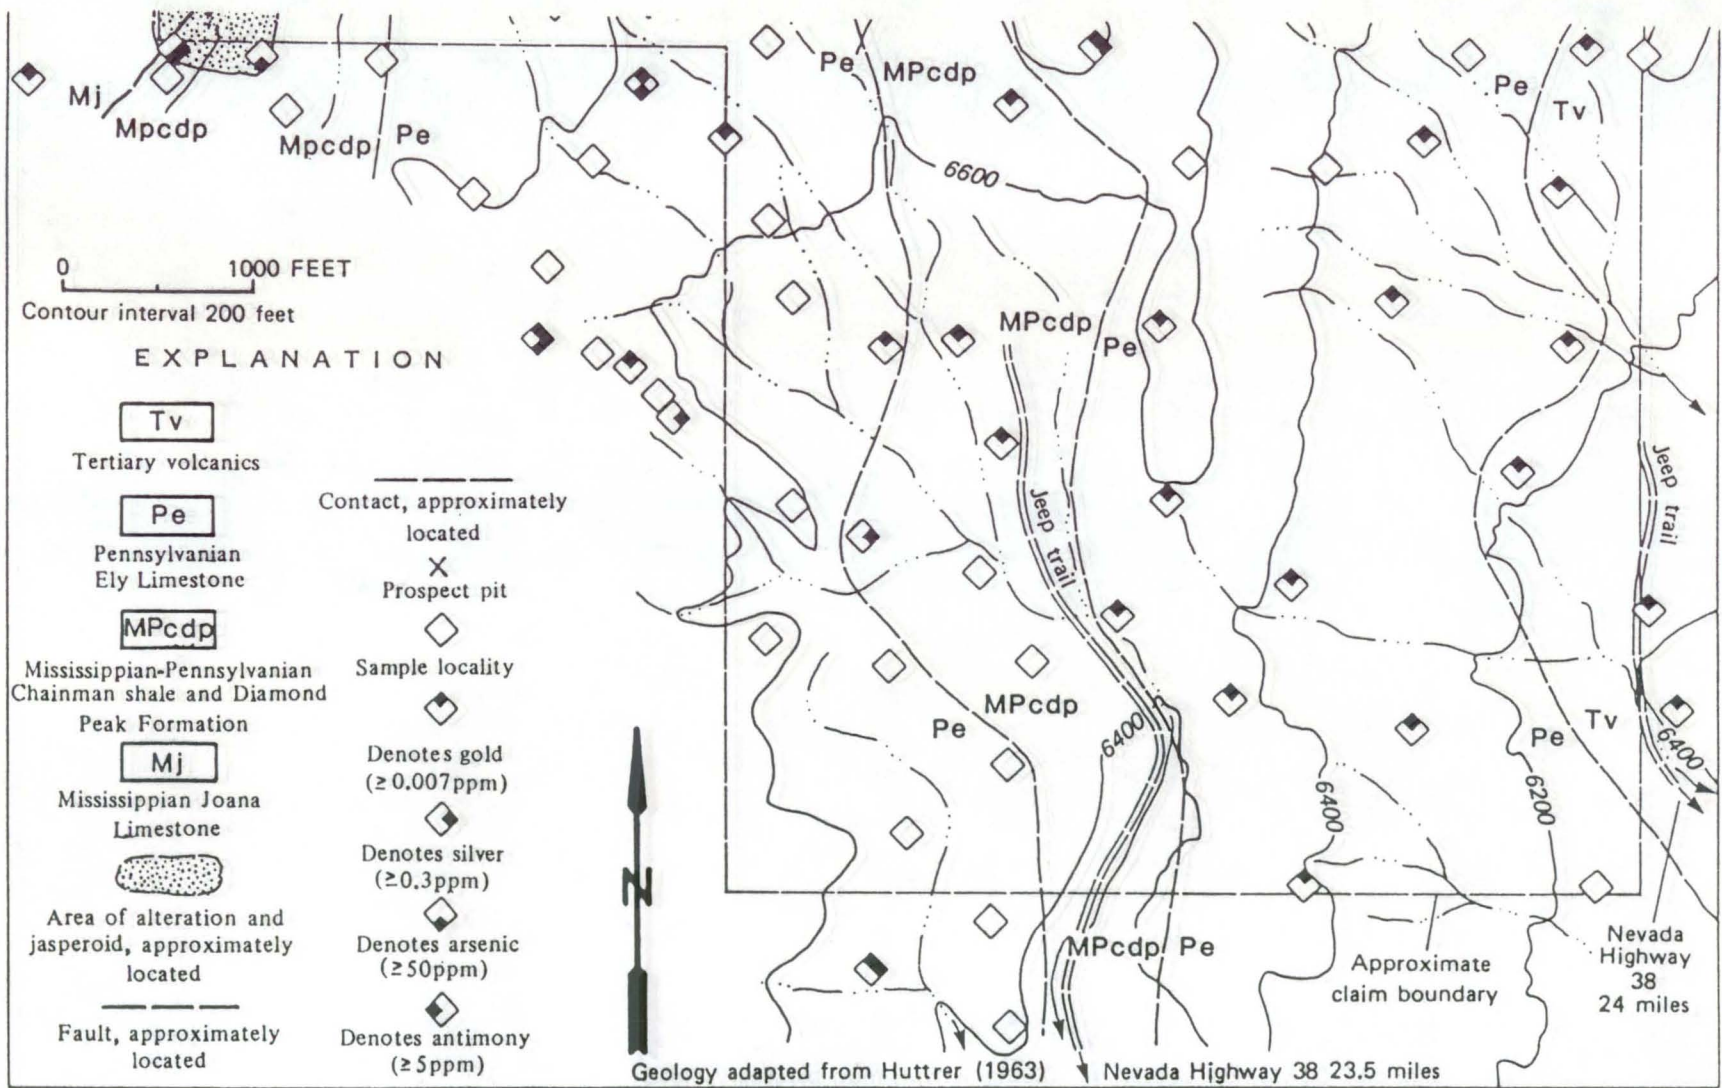 Mj
Mpcdp
Mpcdp
Pe
Pe
MPcdp
6600
Pe
Tv
0 1000 FEET
Contour interval 200 feet
EXPLANATION
Tv
Tertiary volcanics
Pe
Pennsylvanian
Ely Limestone
MPcdp
Mississippian-Pennsylvanian
Chainman shale and Diamond
Peak Formation
Mj
Mississippian Joana
Limestone
Area of alteration and
jasperoid, approximately
located
Fault, approximately
located
Contact, approximately
located
X
Prospect pit
Sample locality
Denotes gold
(≥0.007ppm)
Denotes silver
(≥0.3ppm)
Denotes arsenic
(≥50ppm)
Denotes antimony
(≥5ppm)
N
MPcdp
Pe
Jeep trail
Jeep trail
MPcdp
Pe
6400
6400
Pe
Tv
6200
6400
MPcdp
Pe
Approximate
claim boundary
Nevada
Highway
38
24 miles
Geology adapted from Huttrer (1963)
Nevada Highway 38 23.5 miles